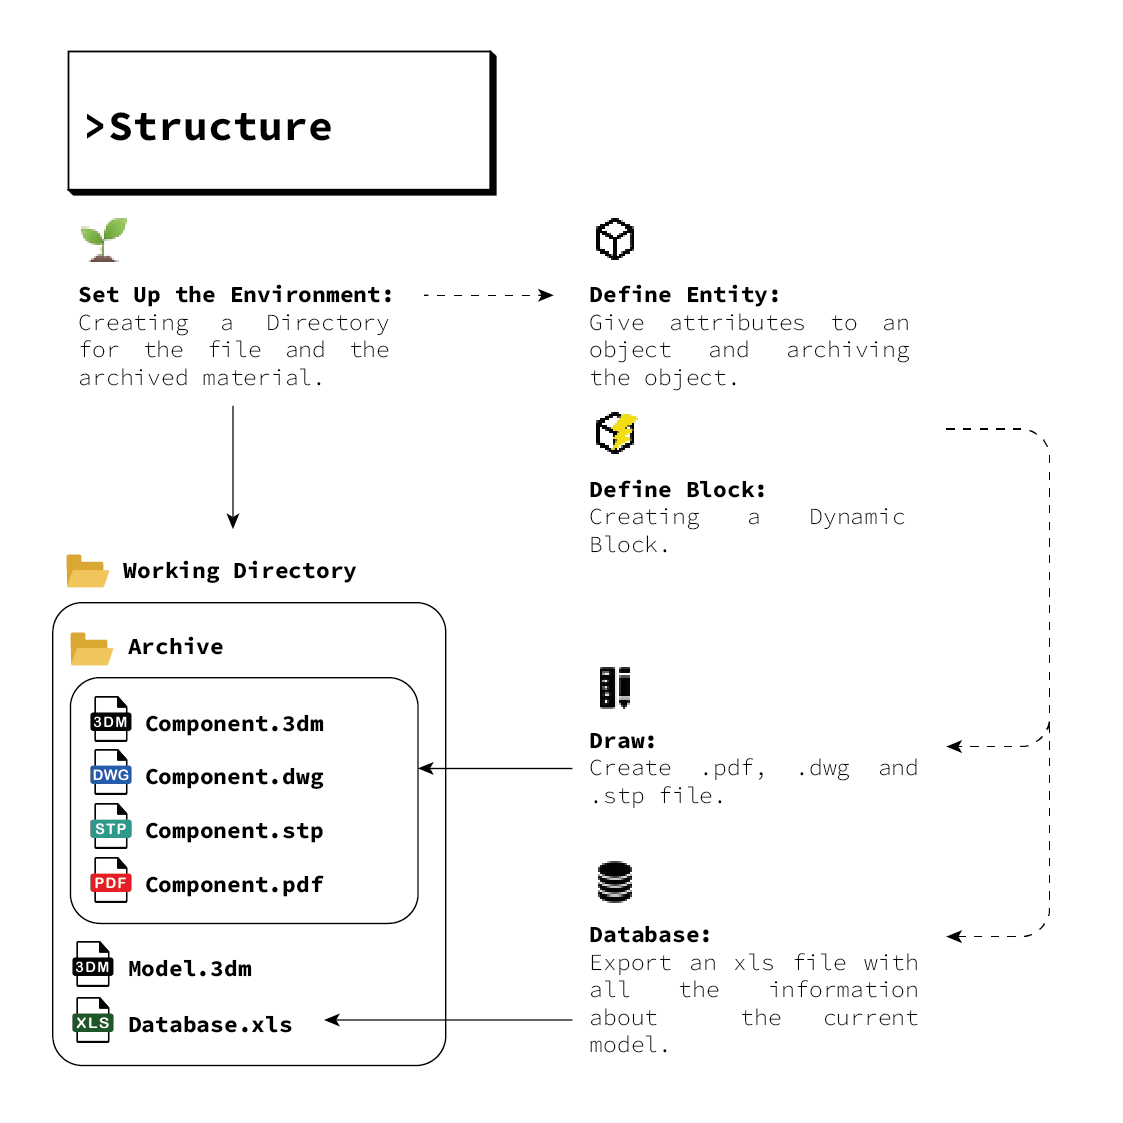 >Structure
Set Up the Environment:
Creating a Directory
for the file and the
archived material.
Define Entity:
Give attributes to an
object and archiving
the object.
Define Block:
Creating a Dynamic
Block.
Working Directory
Archive
3DM Component.3dm
DWG Component.dwg
STP Component.stp
PDF Component.pdf
3DM Model.3dm
XLS Database.xls
Draw:
Create .pdf, .dwg and
.stp file.
Database:
Export an xls file with
all the information
about the current
model.